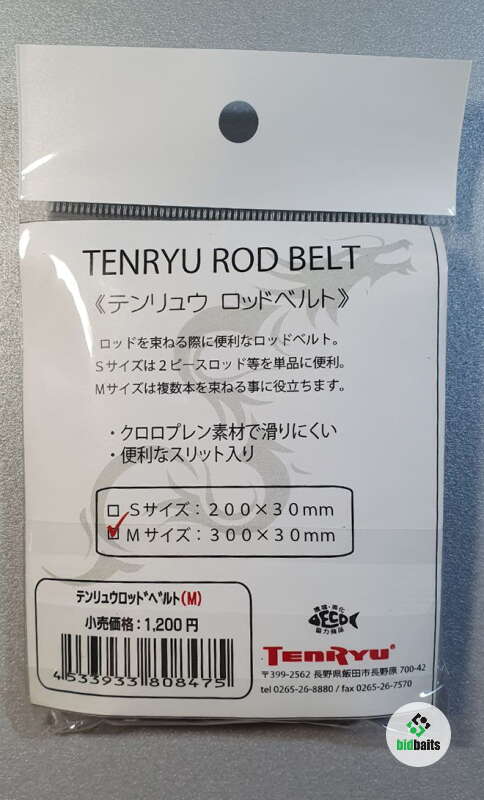 TENRYU ROD BELT
《テンリュウ ロッドベルト》
ロッドを束ねる際に便利なロッドベルト。
Sサイズは２ピースロッド等を単品に便利。
Mサイズは複数本を束ねる事に役立ちます。
・クロロプレン素材で滑りにくい
・便利なスリット入り
Sサイズ：２００×３０mm
Mサイズ：３００×３０mm
テンリュウロッドベルト(M)
小売価格：1,200 円
4533933808475
ECO
協力商品
TENRYU®
〒399-2562 長野県飯田市長野原 700-42
tel 0265-26-8880 / fax 0265-26-7570
bidbaits